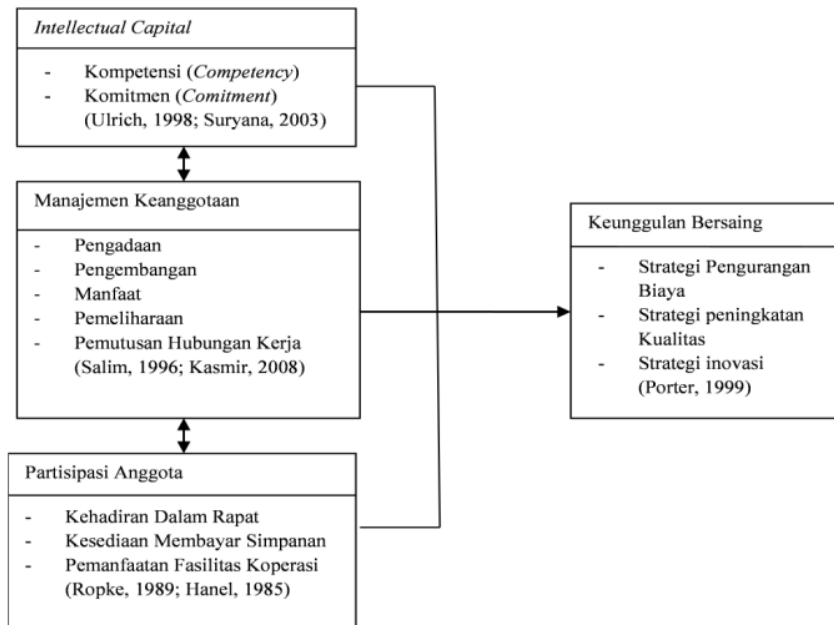 Intellectual Capital
- Kompetensi (Competency)
- Komitmen (Comitment)
(Ulrich, 1998; Suryana, 2003)
Manajemen Keanggotaan
- Pengadaan
- Pengembangan
- Manfaat
- Pemeliharaan
- Pemutusan Hubungan Kerja
(Salim, 1996; Kasmir, 2008)
Partisipasi Anggota
- Kehadiran Dalam Rapat
- Kesediaan Membayar Simpanan
- Pemanfaatan Fasilitas Koperasi
(Ropke, 1989; Hanel, 1985)
Keunggulan Bersaing
- Strategi Pengurangan
Biaya
- Strategi peningkatan
Kualitas
- Strategi inovasi
(Porter, 1999)